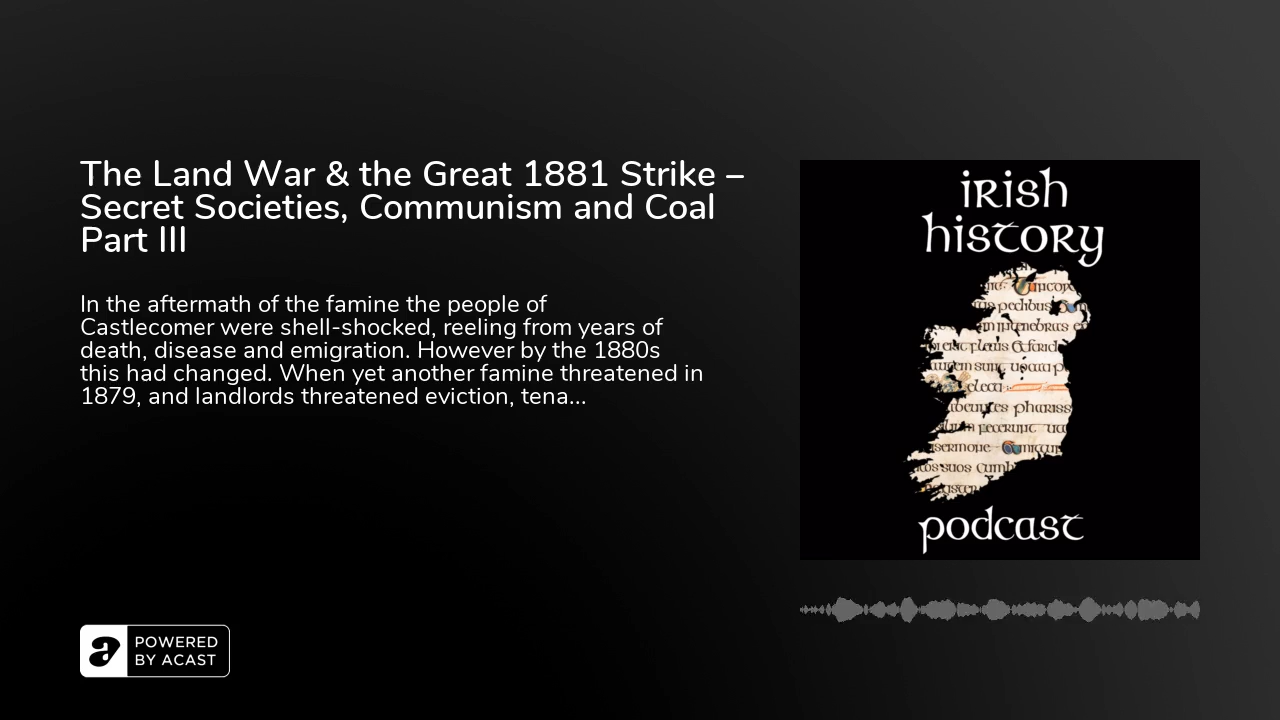 The Land War & the Great 1881 Strike –
Secret Societies, Communism and Coal
Part III
In the aftermath of the famine the people of
Castlecomer were shell-shocked, reeling from years of
death, disease and emigration. However by the 1880s
this had changed. When yet another famine threatened in
1879, and landlords threatened eviction, tena...
irish
history
podcast
POWERED
BY ACAST